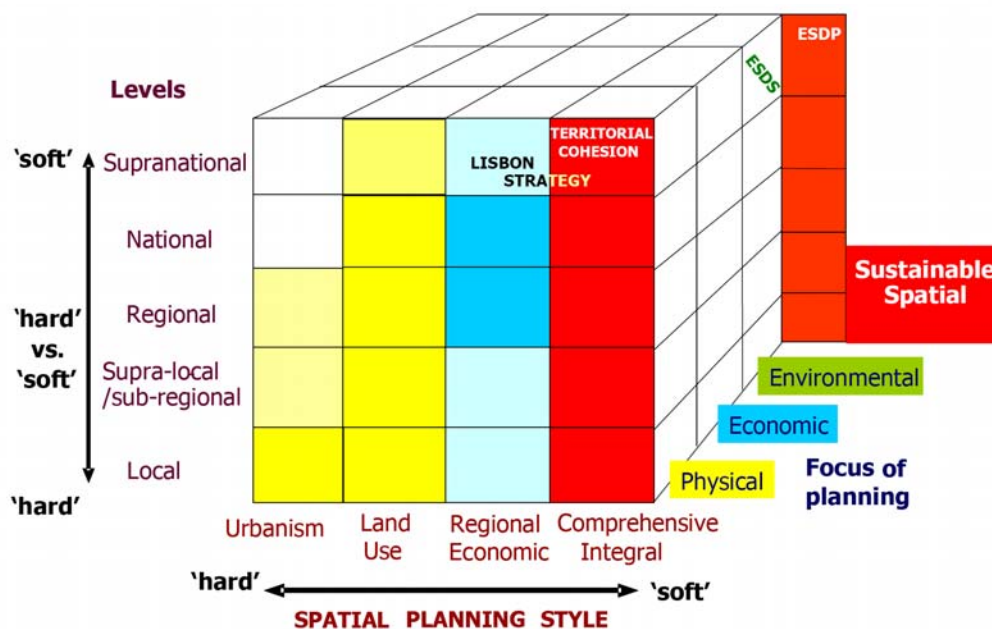 ESDP
ESDS
Levels
TERRITORIAL
COHESION
'soft'
Supranational
LISBON
STRATEGY
National
Sustainable
Spatial
'hard'
vs.
'soft'
Regional
Supra-local
/sub-regional
Environmental
Economic
Local
Physical
Focus of
planning
'hard'
Urbanism
Land
Use
Regional
Economic
Comprehensive
Integral
'hard'
'soft'
SPATIAL PLANNING STYLE